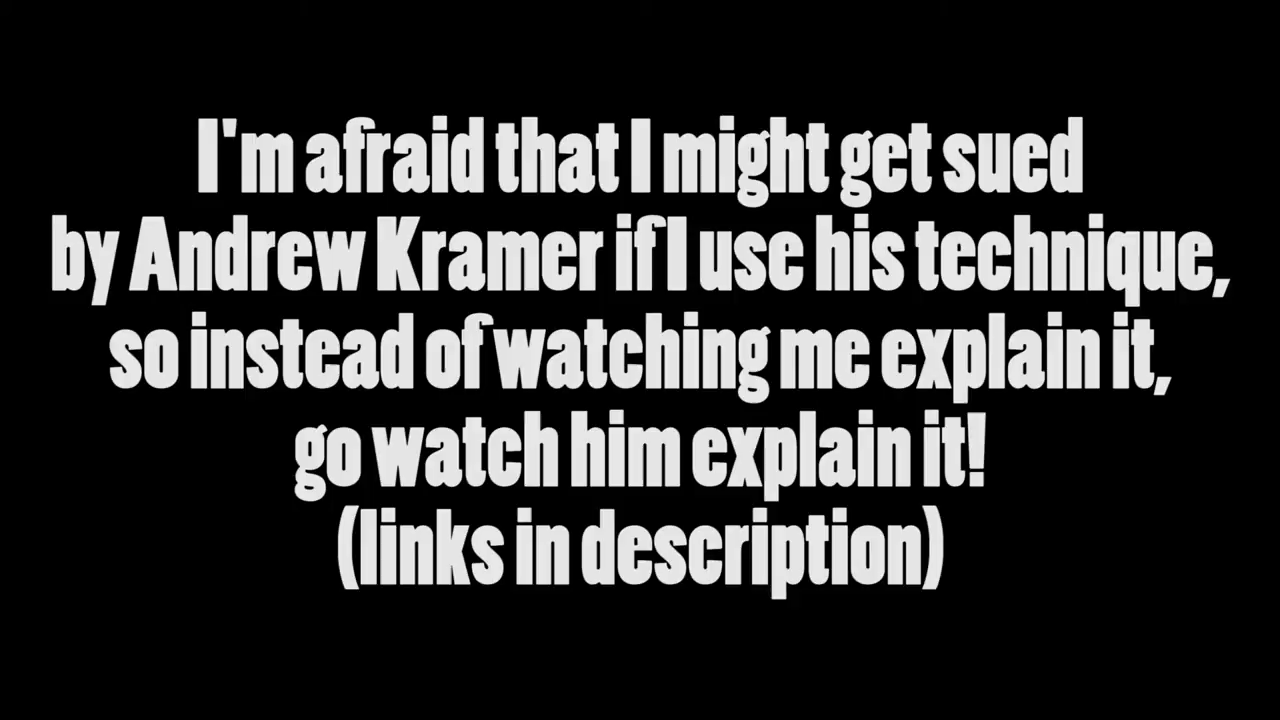 I'm afraid that I might get sued
by Andrew Kramer if I use his technique,
so instead of watching me explain it,
go watch him explain it!
(links in description)